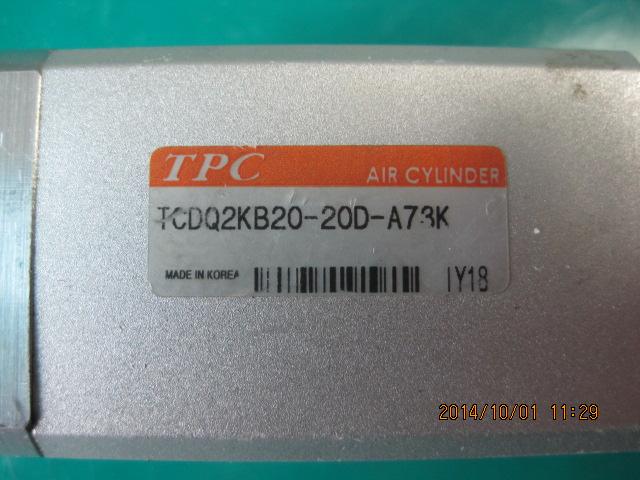 TPC
AIR CYLINDER
TCDQ2KB20-20D-A73K
MADE IN KOREA
IY18
2014/10/01 11:29